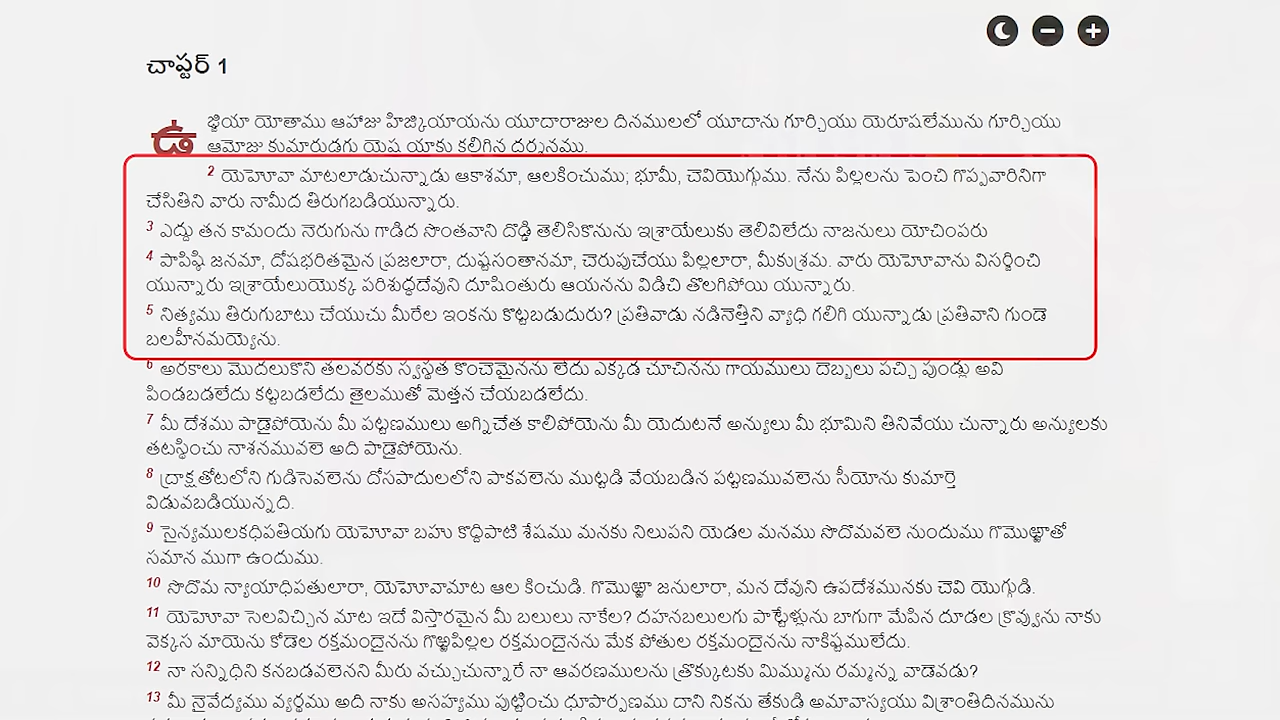 చాప్టర్ 1
ఉ
జ్జియా యోతాము ఆహాజు హిజ్కియాయను యూదారాజుల దినములలో యూదాను గూర్చియు యెరూషలేమును గూర్చియు
ఆమోజు కుమారుడగు యెష యాకు కలిగిన దర్శనము.
2 యెహోవా మాటలాడుచున్నాడు ఆకాశమా, ఆలకించుము; భూమీ, చెవియొగ్గుము. నేను పిల్లలను పెంచి గొప్పవారినిగా
చేసితిని వారు నామీద తిరుగబడియున్నారు.
3 ఎద్దు తన కామందు నెరుగును గాడిద సొంతవాని దొడ్డి తెలిసికొనును ఇశ్రాయేలుకు తెలివిలేదు నాజనులు యోచింపరు
4 పాపిష్ఠి జనమా, దోషభరితమైన ప్రజలారా, దుష్టసంతానమా, చెరుపుచేయు పిల్లలారా, మీకుశ్రమ. వారు యెహోవాను విసర్జించి
యున్నారు ఇశ్రాయేలుయొక్క పరిశుద్ధదేవుని దూషింతురు ఆయనను విడిచి తొలగిపోయి యున్నారు.
5 నిత్యము తిరుగుబాటు చేయుచు మీరేల ఇంకను కొట్టబడుదురు? ప్రతివాడు నడినెత్తిని వ్యాధి గలిగి యున్నాడు ప్రతివాని గుండె
బలహీనమయ్యెను.
6 అరకాలు మొదలుకొని తలవరకు స్వస్థత కొంచెమైనను లేదు ఎక్కడ చూచినను గాయములు దెబ్బలు పచ్చి పుండ్లు అవి
పిండబడలేదు కట్టబడలేదు తైలముతో మెత్తన చేయబడలేదు.
7 మీ దేశము పాడైపోయెను మీ పట్టణములు అగ్నిచేత కాలిపోయెను మీ యెదుటనే అన్యులు మీ భూమిని తినివేయు చున్నారు అన్యులకు
తటస్థించు నాశనమువలె అది పాడైపోయెను.
8 ద్రాక్షతోటలోని గుడిసెవలెను దోసపాదులలోని పాకవలెను ముట్టడి వేయబడిన పట్టణమువలెను సీయోను కుమార్తె
విడువబడియున్నది.
9 సైన్యములకధిపతియగు యెహోవా బహు కొద్దిపాటి శేషము మనకు నిలుపని యెడల మనము సొదొమవలె నుందుము గొమొఱ్ఱాతో
సమాన ముగా ఉందుము.
10 సొదొమ న్యాయాధిపతులారా, యెహోవామాట ఆల కించుడి. గొమొఱ్ఱా జనులారా, మన దేవుని ఉపదేశమునకు చెవి యొగ్గుడి.
11 యెహోవా సెలవిచ్చిన మాట ఇదే విస్తారమైన మీ బలులు నాకేల? దహనబలులగు పాట్టేళ్లును బాగుగా మేపిన దూడల క్రొవ్వును నాకు
వెక్కస మాయెను కోడెల రక్తమందైనను గొఱ్ఱపిల్లల రక్తమందైనను మేక పోతుల రక్తమందైనను నాకిష్టములేదు.
12 నా సన్నిధిని కనబడవలెనని మీరు వచ్చుచున్నారే నా ఆవరణములను త్రొక్కుటకు మిమ్మును రమ్మన్న వాడెవడు?
13 మీ నైవేద్యము వ్యర్థము అది నాకు అసహ్యము పుట్టించు ధూపార్పణము దాని నికను తేకుడి అమావాస్యయు విశ్రాంతిదినమును